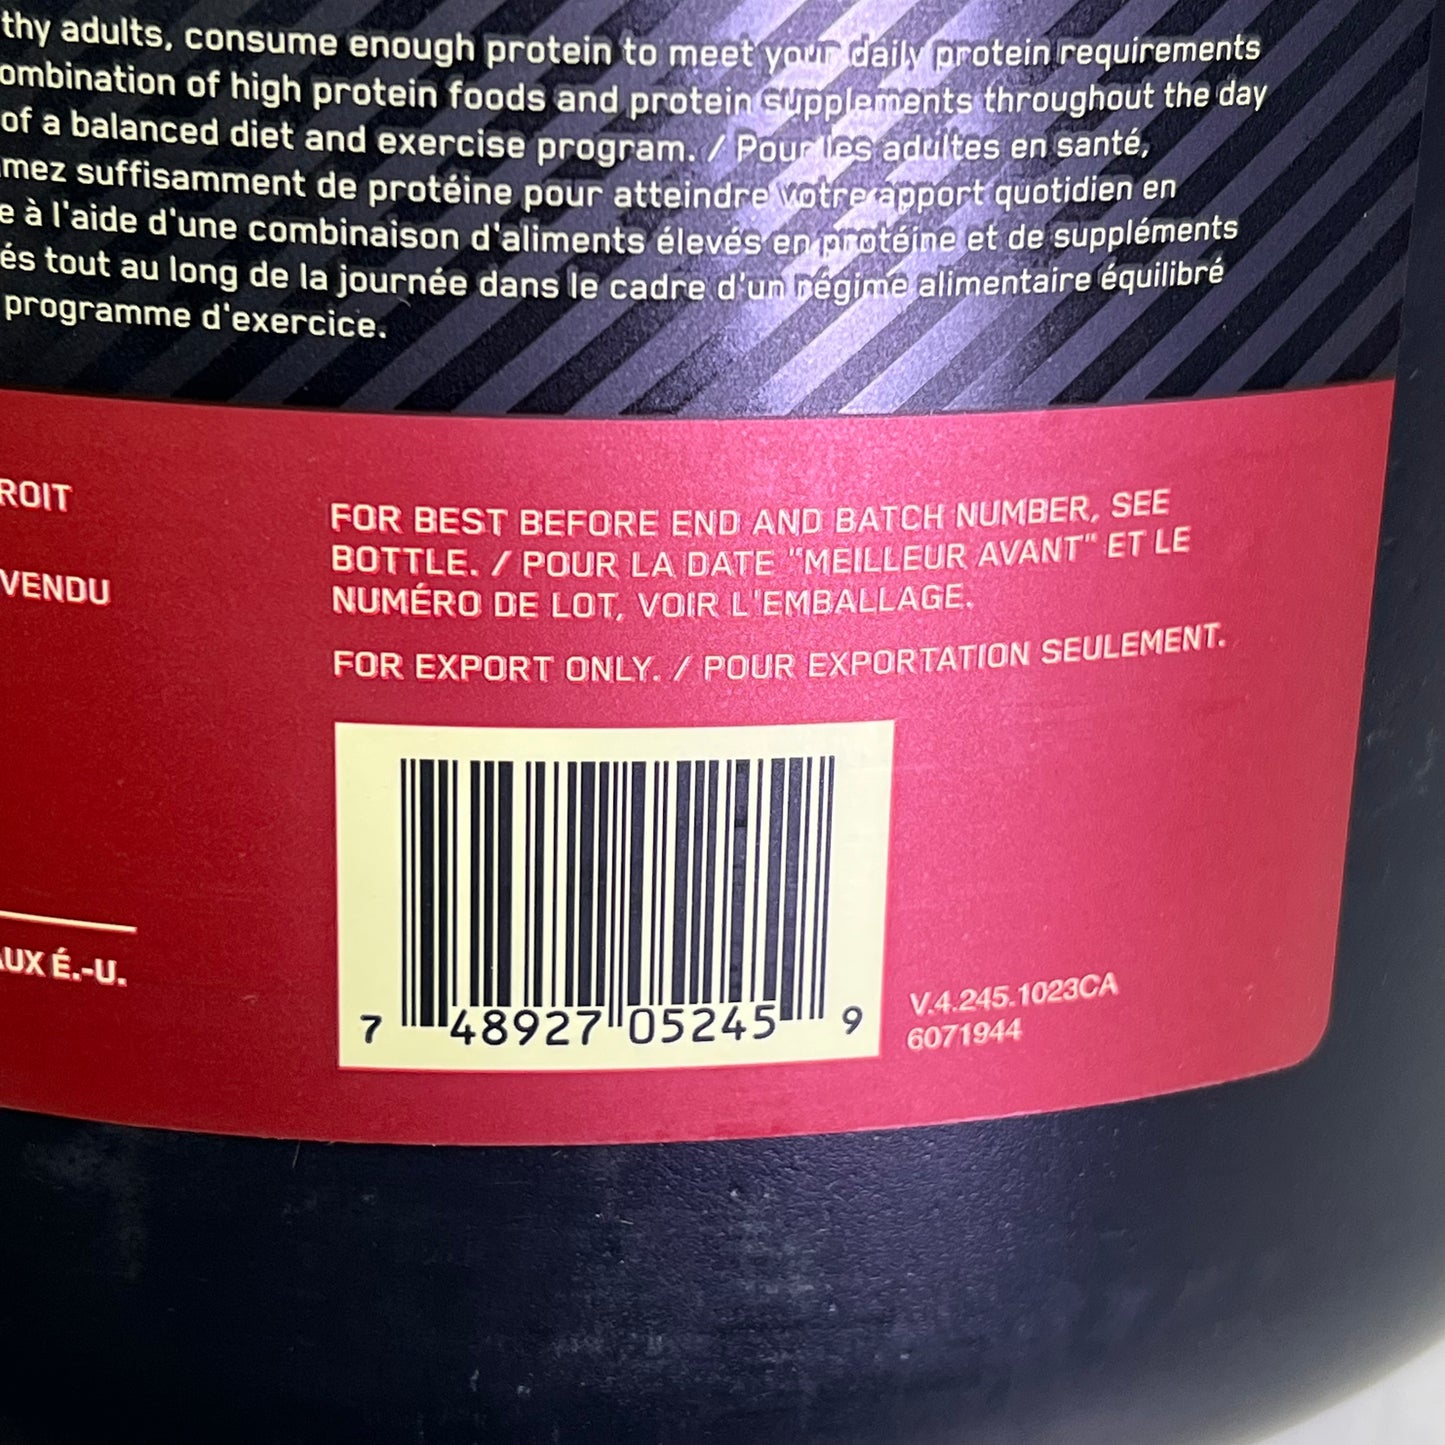 thy adults, consume enough protein to meet your daily protein requirements
ombination of high protein foods and protein supplements throughout the day
of a balanced diet and exercise program. / Pour les adultes en santé,
mez suffisamment de protéine pour atteindre votre apport quotidien en
e à l'aide d'une combinaison d'aliments élevés en protéine et de suppléments
és tout au long de la journée dans le cadre d'un régime alimentaire équilibré
programme d'exercice.
ROIT
VENDU
AUX É.-U.
FOR BEST BEFORE END AND BATCH NUMBER, SEE
BOTTLE. / POUR LA DATE "MEILLEUR AVANT" ET LE
NUMÉRO DE LOT, VOIR L'EMBALLAGE.
FOR EXPORT ONLY. / POUR EXPORTATION SEULEMENT.
7 48927 05245 9
V.4.245.1023CA
6071944